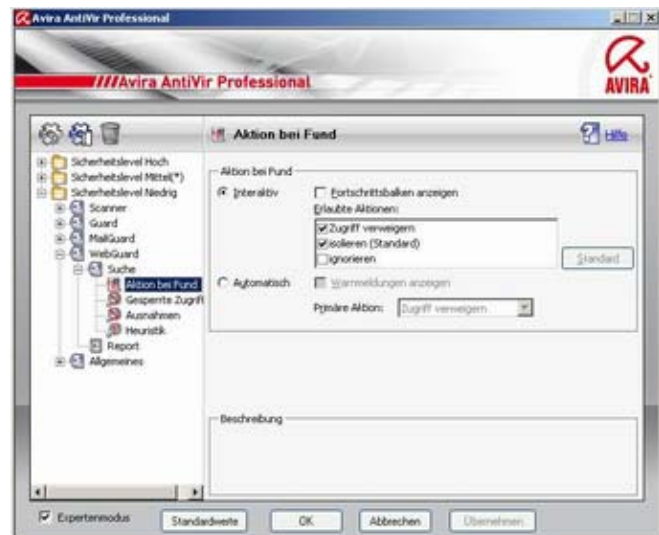 Avira AntiVir Professional
////Avira AntiVir Professional
AVIRA
Aktion bei Fund
Hilfe
Sicherheitslevel Hoch
Sicherheitslevel Mittel(*)
Sicherheitslevel Niedrig
Scanner
Guard
MailGuard
WebGuard
Suche
Aktion bei Fund
Gesperrte Zugriff
Ausnahmen
Heuristik
Report
Allgemeines
Aktion bei Fund
Interaktiv
Fortschrittsbalken anzeigen
Erlaubte Aktionen:
Zugriff verweigern
isolieren (Standard)
ignorieren
Standard
Automatisch
Warnmeldungen anzeigen
Primäre Aktion:
Zugriff verweigern
Beschreibung
Expertenmodus
Standardwerte
OK
Abbrechen
Übernehmen